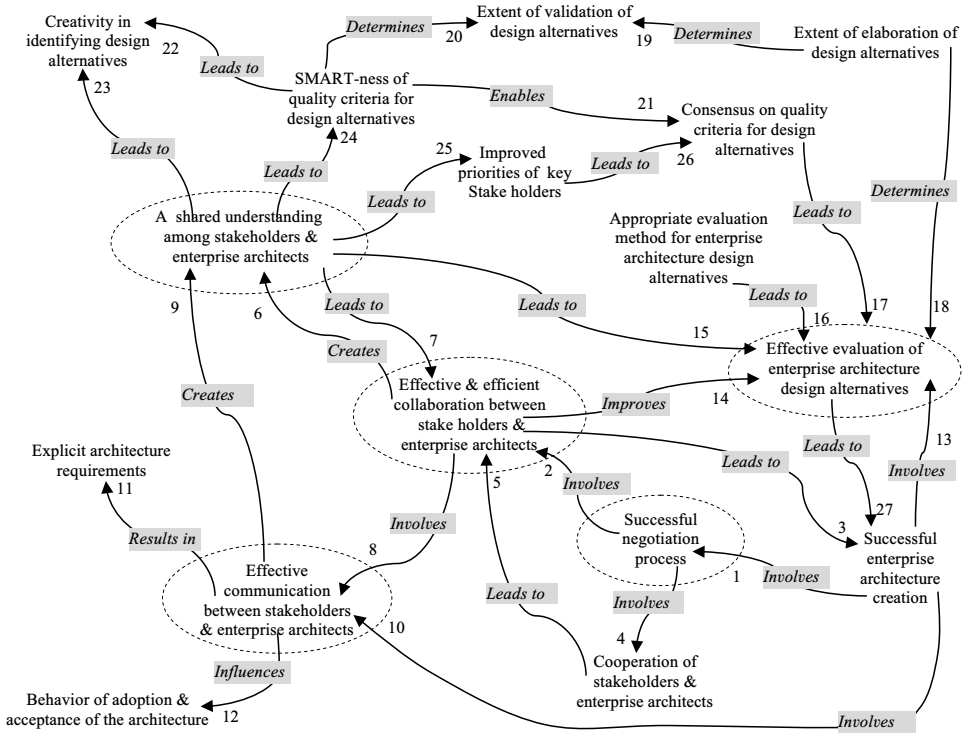 Creativity in
identifying design
alternatives
22
23
Leads to
Determines
20
Extent of validation of
design alternatives
19
Determines
Extent of elaboration of
design alternatives
SMART-ness of
quality criteria for
design alternatives
24
Enables
21
Consensus on quality
criteria for design
alternatives
26
Leads to
Leads to
25
Improved
priorities of key
Stake holders
Leads to
Leads to
Determines
Leads to
A shared understanding
among stakeholders &
enterprise architects
Appropriate evaluation
method for enterprise
architecture design
alternatives
Leads to
9
6
Leads to
7
Leads to
15
16
17
18
Creates
Effective evaluation of
enterprise architecture
design alternatives
14
Creates
Effective & efficient
collaboration between
stake holders &
enterprise architects
Improves
13
Leads to
Leads to
Involves
Explicit architecture
requirements
11
5
2
Involves
27
3
Results in
Involves
8
Successful
negotiation
process
1
Involves
Successful
enterprise
architecture
creation
Effective
communication
between stakeholders
& enterprise architects
10
Leads to
Involves
4
Influences
Cooperation of
stakeholders &
enterprise architects
Behavior of adoption &
acceptance of the architecture
12
Involves